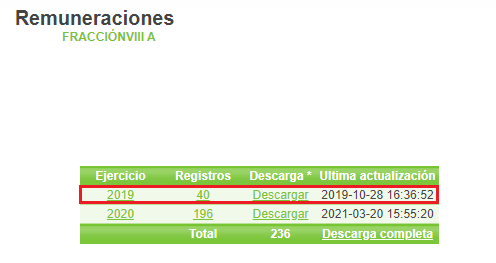 Remuneraciones
FRACCIÓNVIII A
Ejercicio Registros Descarga * Ultima actualización
2019 40 Descargar 2019-10-28 16:36:52
2020 196 Descargar 2021-03-20 15:55:20
Total 236 Descarga completa